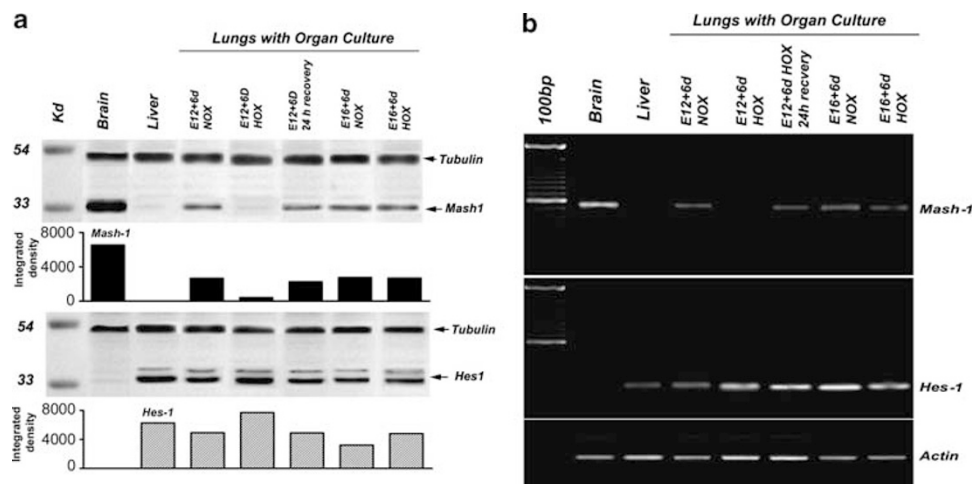 a
Lungs with Organ Culture
Kd
Brain
Liver
E12+6d
NOX
E12+6D
HOX
E12+6D
24h recovery
E16+6d
NOX
E16+6d
HOX
54
Tubulin
33
Mash1
Integrated
density
8000
4000
0
Mash-1
54
Tubulin
33
Hes1
Integrated
density
8000
4000
0
Hes-1
b
Lungs with Organ Culture
100bp
Brain
Liver
E12+6d
NOX
E12+6d
HOX
E12+6d HOX
24h recovery
E16+6d
NOX
E16+6d
HOX
Mash-1
Hes-1
Actin